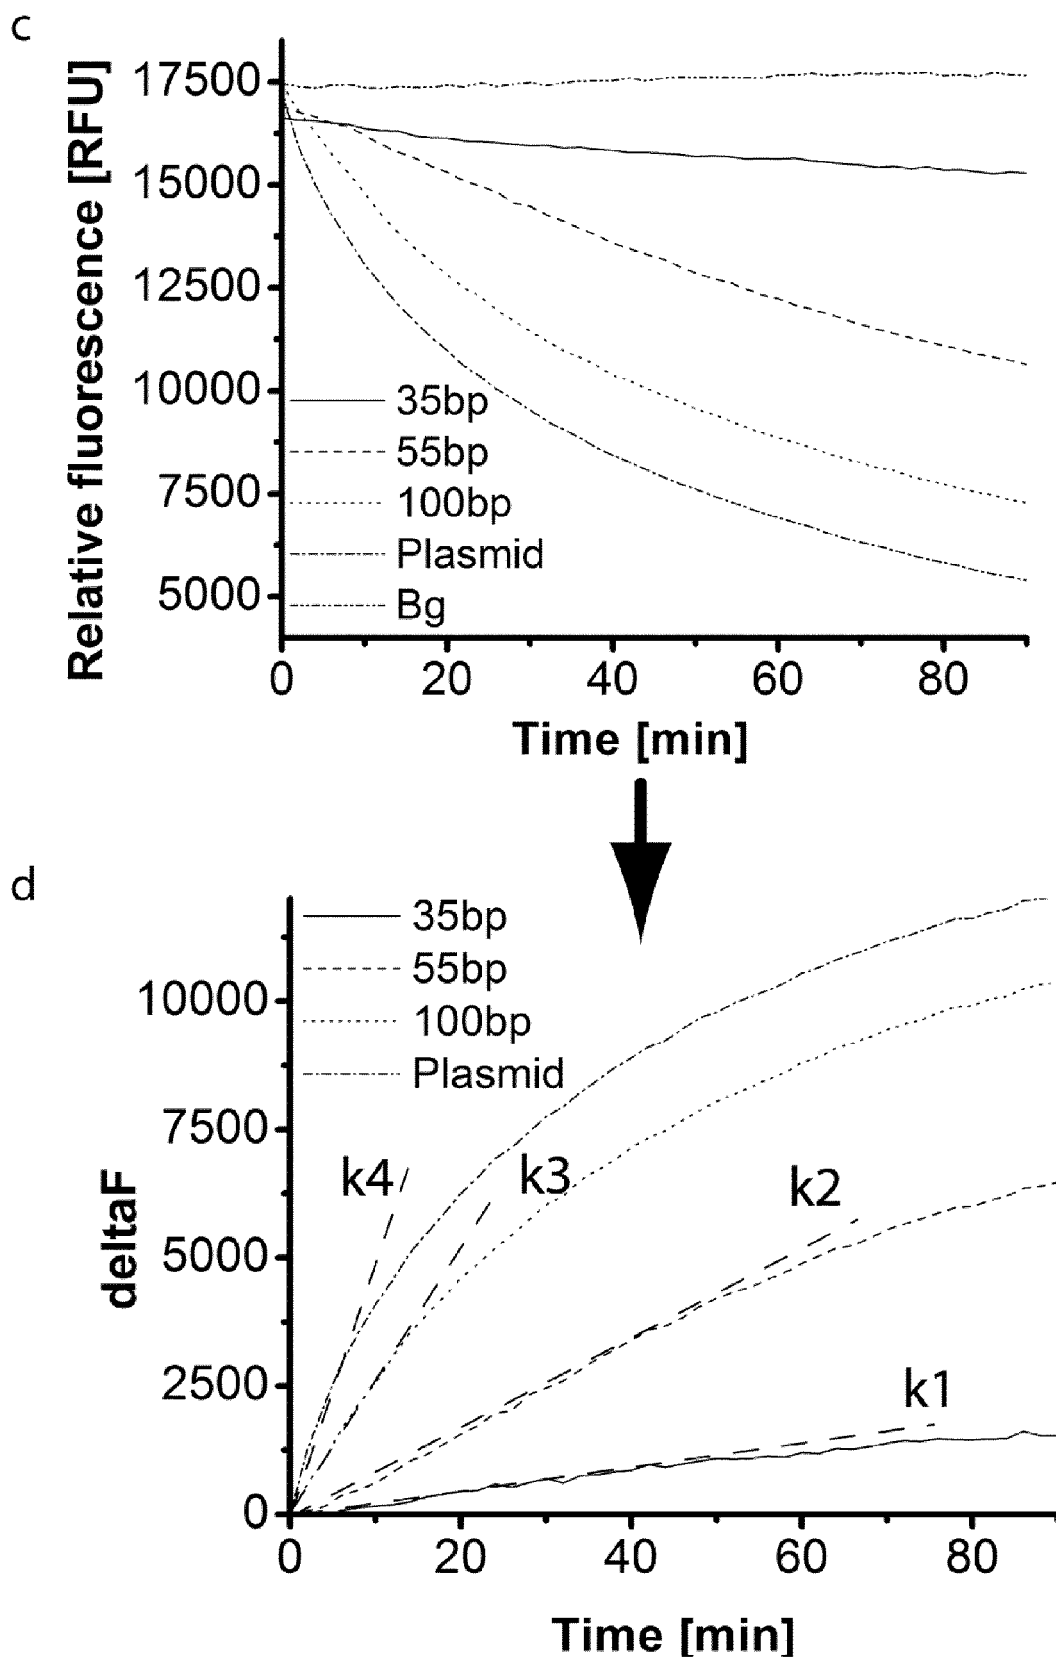 c
Relative fluorescence [RFU]
17500
15000
12500
10000
7500
5000
35bp
55bp
100bp
Plasmid
Bg
0 20 40 60 80
Time [min]
d
deltaF
10000
7500
5000
2500
0
35bp
55bp
100bp
Plasmid
k4
k3
k2
k1
0 20 40 60 80
Time [min]